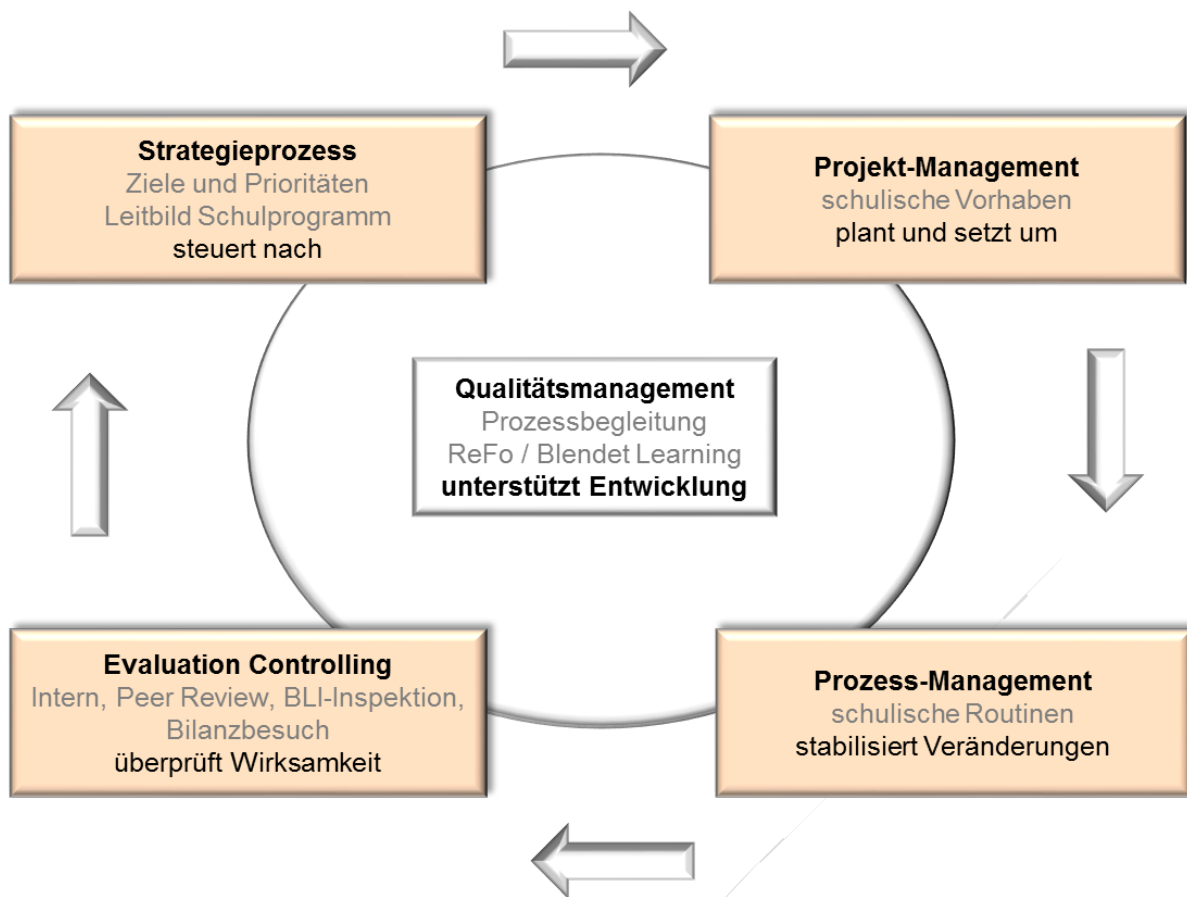 Strategieprozess
Ziele und Prioritäten
Leitbild Schulprogramm
steuert nach
Projekt-Management
schulische Vorhaben
plant und setzt um
Qualitätsmanagement
Prozessbegleitung
ReFo / Blendet Learning
unterstützt Entwicklung
Evaluation Controlling
Intern, Peer Review, BLI-Inspektion,
Bilanzbesuch
überprüft Wirksamkeit
Prozess-Management
schulische Routinen
stabilisiert Veränderungen